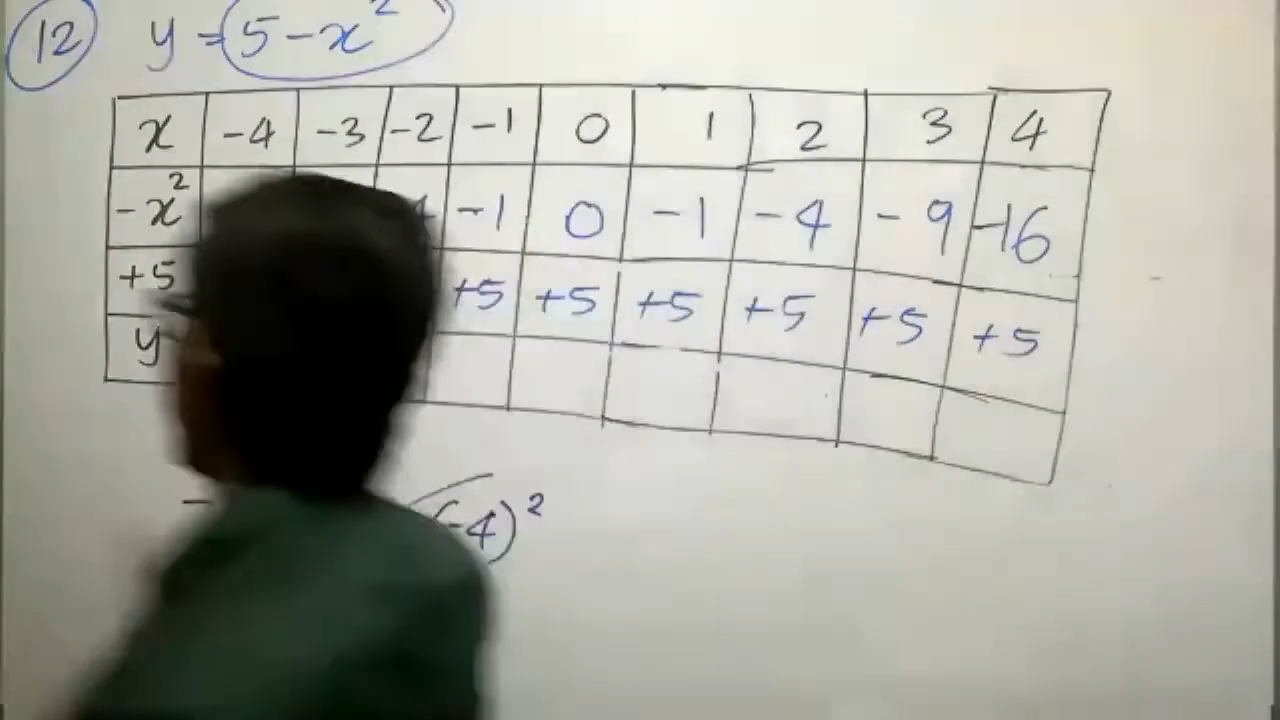 12 y = 5 - x²
x -4 -3 -2 -1 0 1 2 3 4
-x² -1 0 -1 -4 -9 -16
+5 +5 +5 +5 +5 +5 +5
y
(-4)²